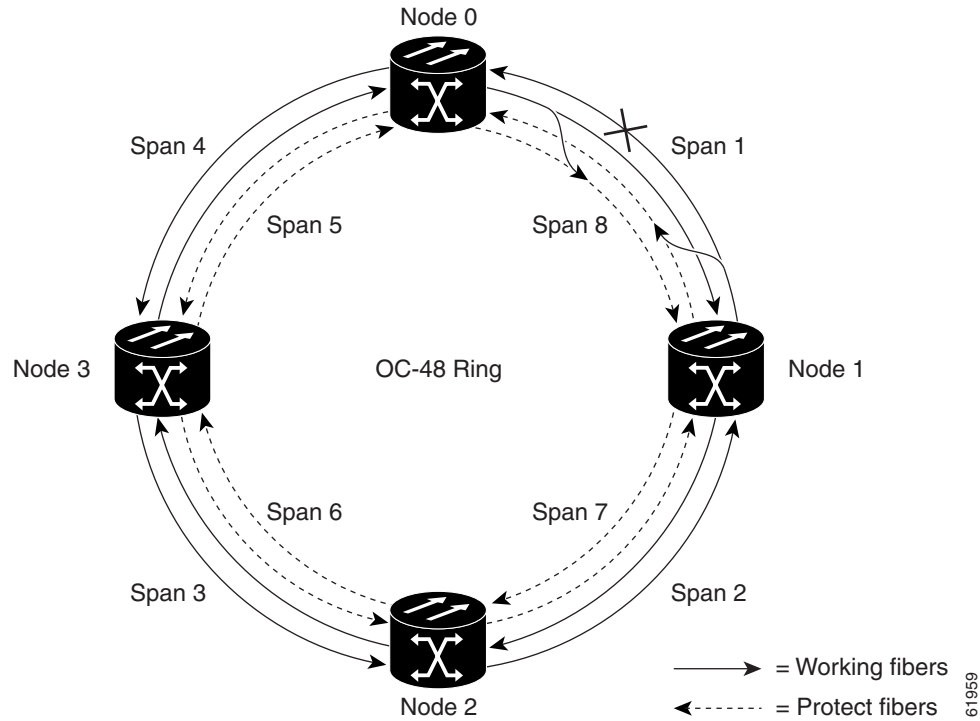 Node 0
Span 4
Span 1
Span 5
Span 8
Node 3
OC-48 Ring
Node 1
Span 6
Span 7
Span 3
Span 2
Node 2
= Working fibers
= Protect fibers
61959